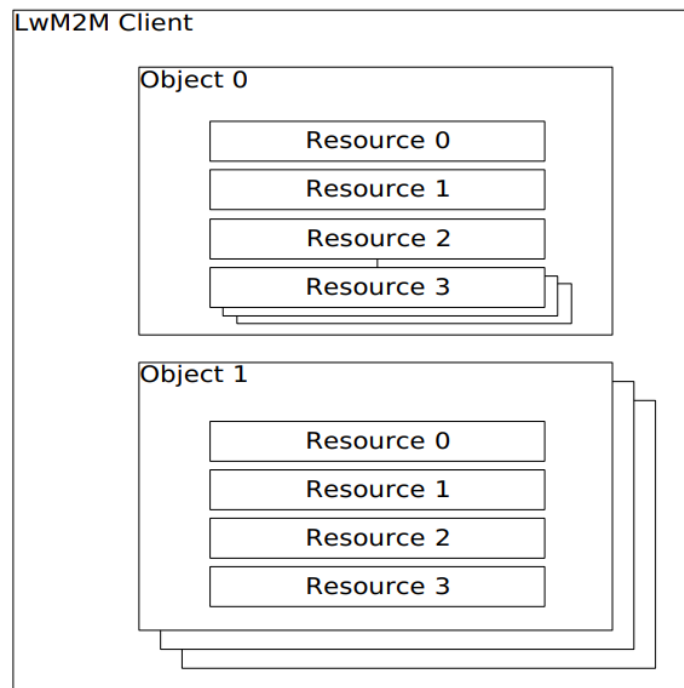 LwM2M Client
Object 0
Resource 0
Resource 1
Resource 2
Resource 3
Object 1
Resource 0
Resource 1
Resource 2
Resource 3